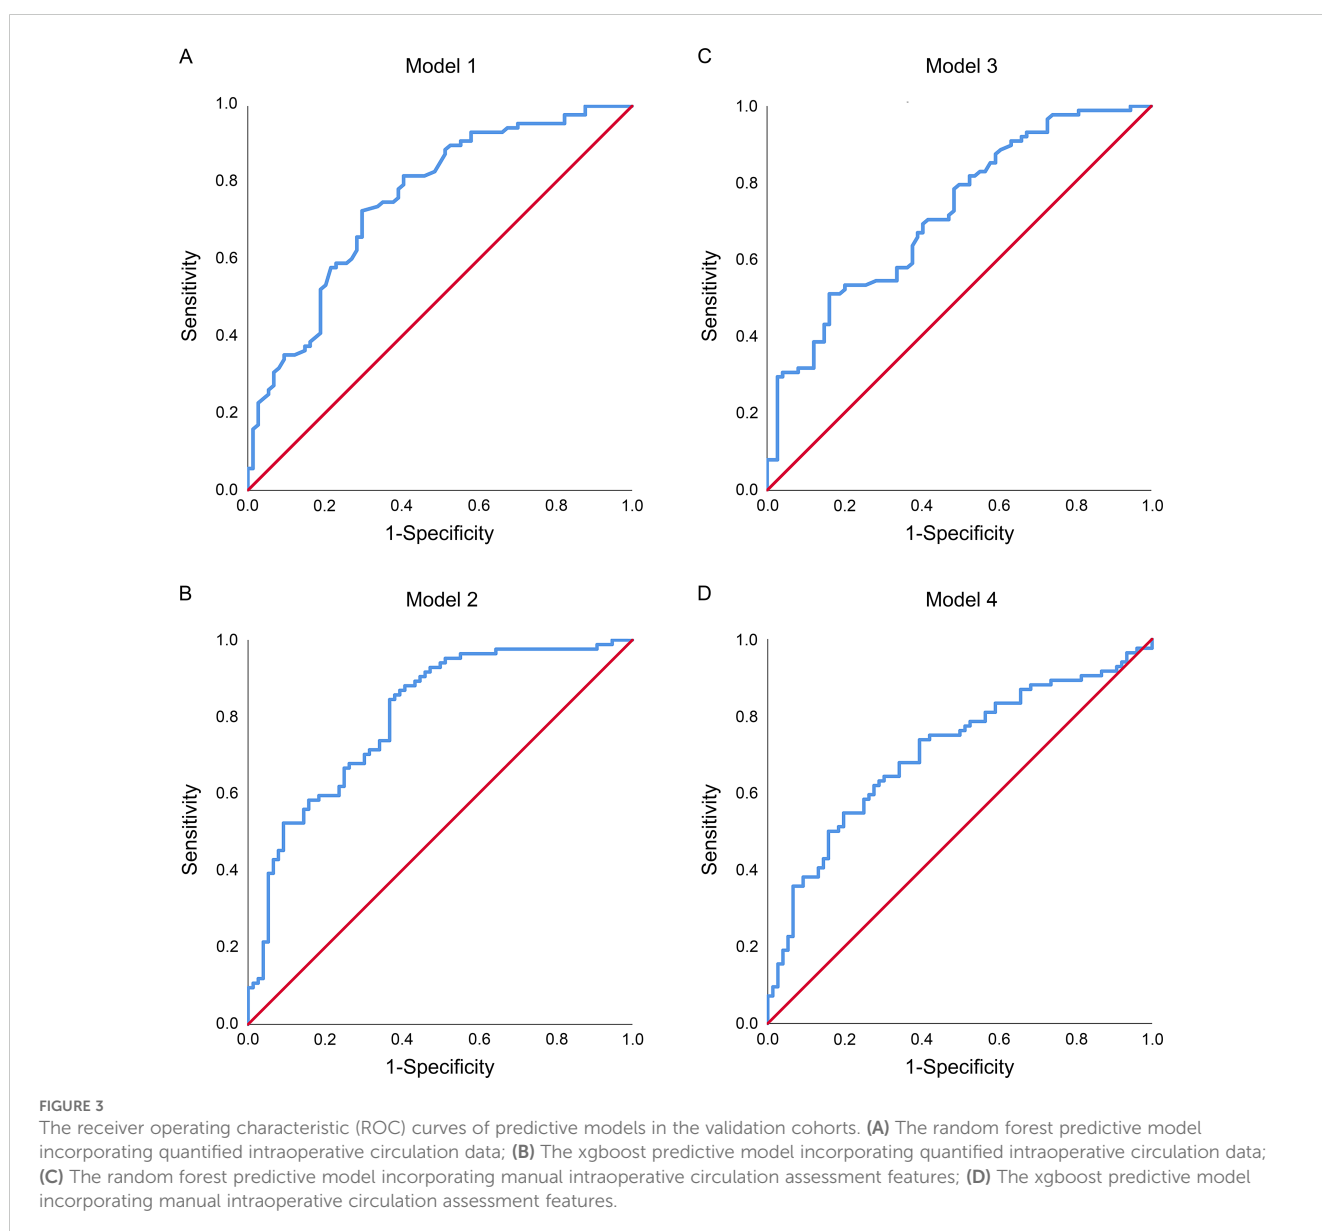 A
Model 1
1.0
0.8
0.6
0.4
0.2
0.0
Sensitivity
0.0 0.2 0.4 0.6 0.8 1.0
1-Specificity
C
Model 3
1.0
0.8
0.6
0.4
0.2
0.0
Sensitivity
0.0 0.2 0.4 0.6 0.8 1.0
1-Specificity
B
Model 2
1.0
0.8
0.6
0.4
0.2
0.0
Sensitivity
0.0 0.2 0.4 0.6 0.8 1.0
1-Specificity
D
Model 4
1.0
0.8
0.6
0.4
0.2
0.0
Sensitivity
0.0 0.2 0.4 0.6 0.8 1.0
1-Specificity
FIGURE 3
The receiver operating characteristic (ROC) curves of predictive models in the validation cohorts. (A) The random forest predictive model
incorporating quantified intraoperative circulation data; (B) The xgboost predictive model incorporating quantified intraoperative circulation data;
(C) The random forest predictive model incorporating manual intraoperative circulation assessment features; (D) The xgboost predictive model
incorporating manual intraoperative circulation assessment features.